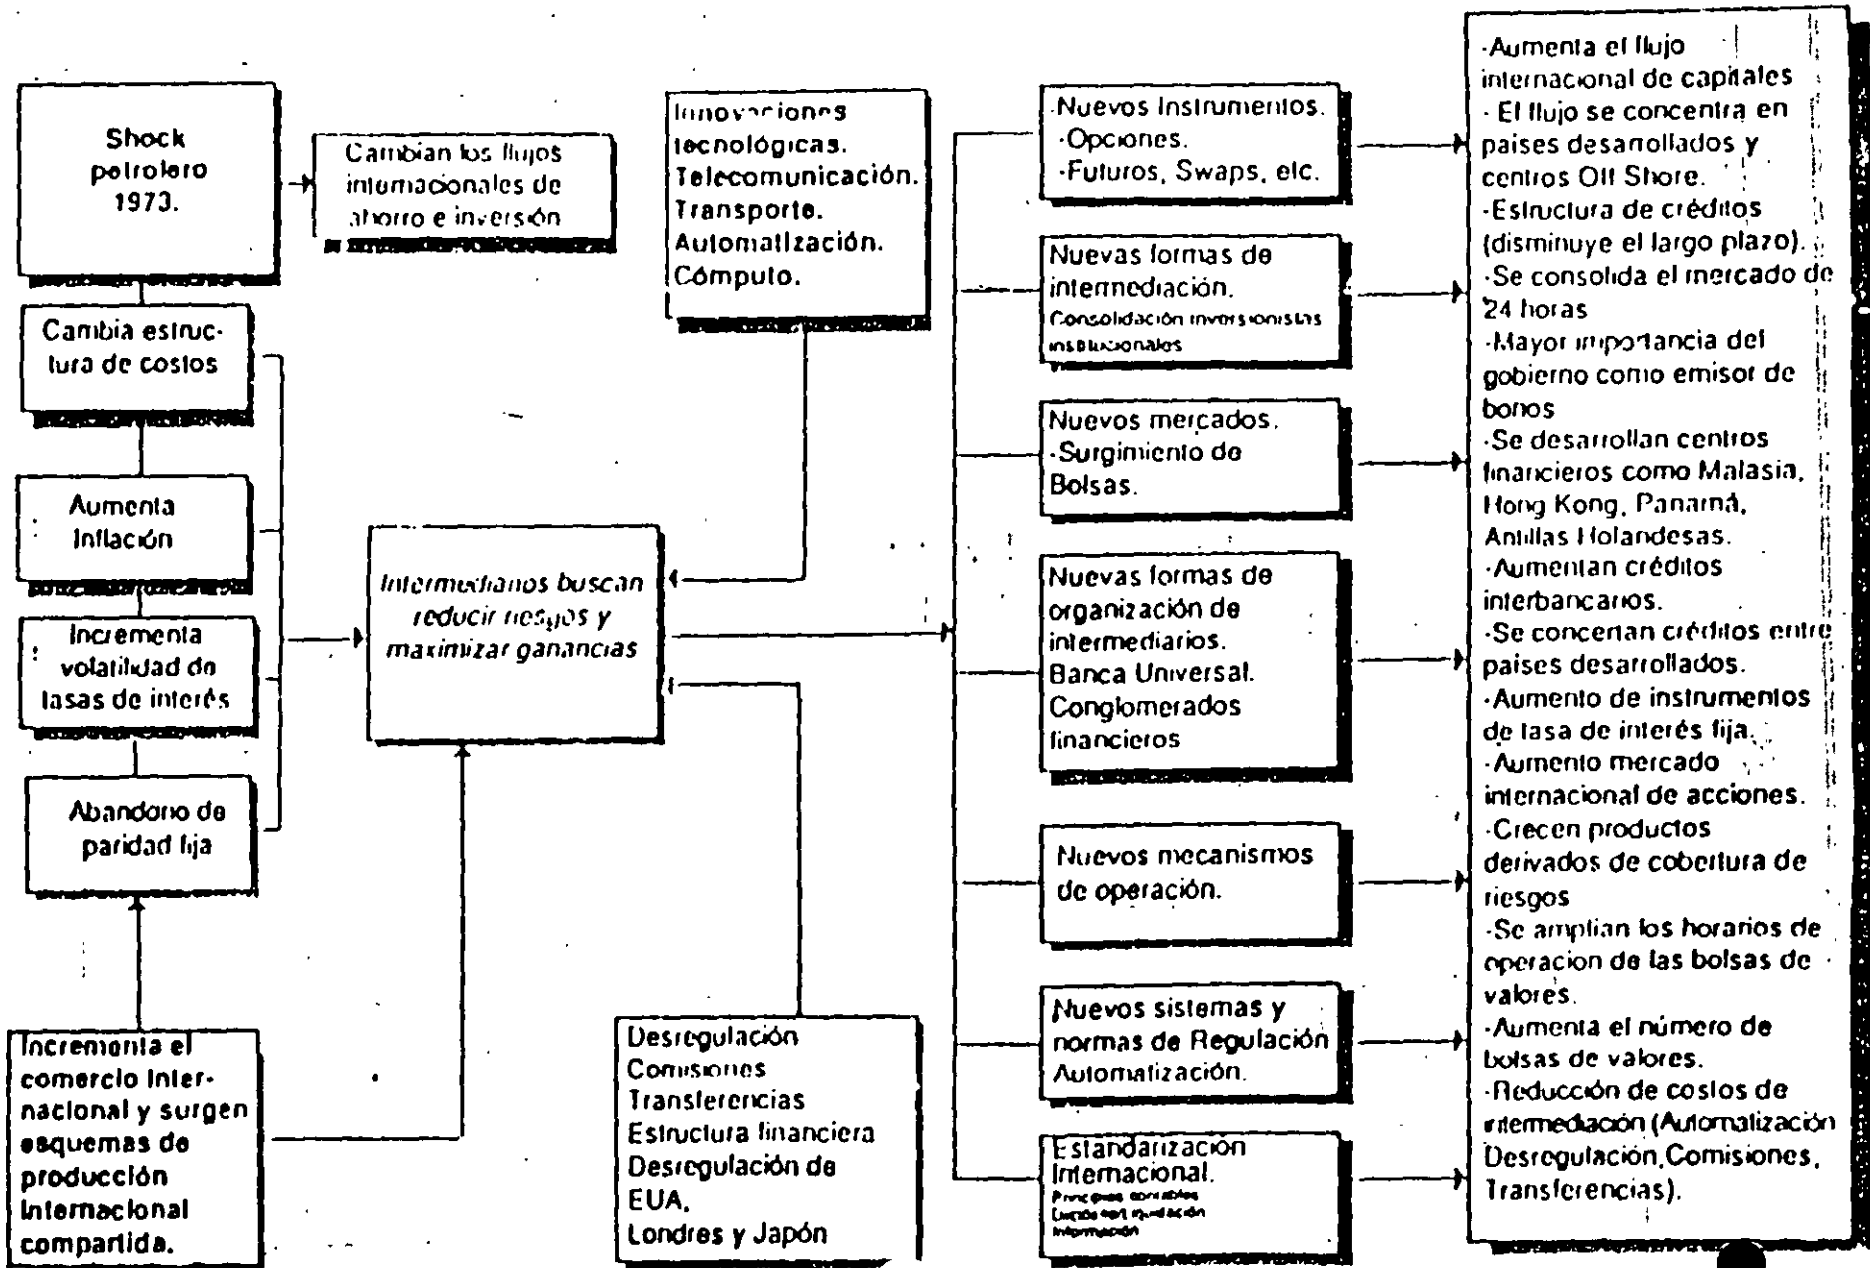 Shock
petrolero
1973.
Cambian los flujos
internacionales de
ahorro e inversión
Cambia estruc-
tura de costos
Aumenta
Inflación
Incrementa
volatilidad de
tasas de interés
Abandono de
paridad fija
Incrementa el
comercio Inter-
nacional y surgen
esquemas de
producción
Internacional
compartida.
Innovaciones
tecnológicas.
Telecomunicación.
Transporte.
Automatización.
Cómputo.
Intermediarios buscan
reducir riesgos y
maximizar ganancias
Desregulación
Comisiones
Transferencias
Estructura financiera
Desregulación de
EUA,
Londres y Japón
·Nuevos Instrumentos.
·Opciones.
·Futuros, Swaps, etc.
Nuevas formas de
intermediación.
Consolidación inversionistas
institucionales
Nuevos mercados.
·Surgimiento de
Bolsas.
Nuevas formas de
organización de
intermediarios.
Banca Universal.
Conglomerados
financieros
Nuevos mecanismos
de operación.
Nuevos sistemas y
normas de Regulación
Automatización.
Estandarización
Internacional.
Principios contables
liquidación
Información
·Aumenta el flujo
internacional de capitales
· El flujo se concentra en
paises desarrollados y
centros Off Shore.
·Estructura de créditos
(disminuye el largo plazo).
·Se consolida el mercado de
24 horas
·Mayor importancia del
gobierno como emisor de
bonos
·Se desarrollan centros
financieros como Malasia,
Hong Kong, Panamá,
Antillas Holandesas.
·Aumentan créditos
interbancarios.
·Se conciertan créditos entre
países desarrollados.
·Aumento de instrumentos
de tasa de interés fija.
·Aumento mercado
internacional de acciones.
·Crecen productos
derivados de cobertura de
riesgos
·Se amplian los horarios de
operacion de las bolsas de
valores.
·Aumenta el número de
bolsas de valores.
·Reducción de costos de
intermediación (Automatización
Desregulación,Comisiones,
Transferencias).